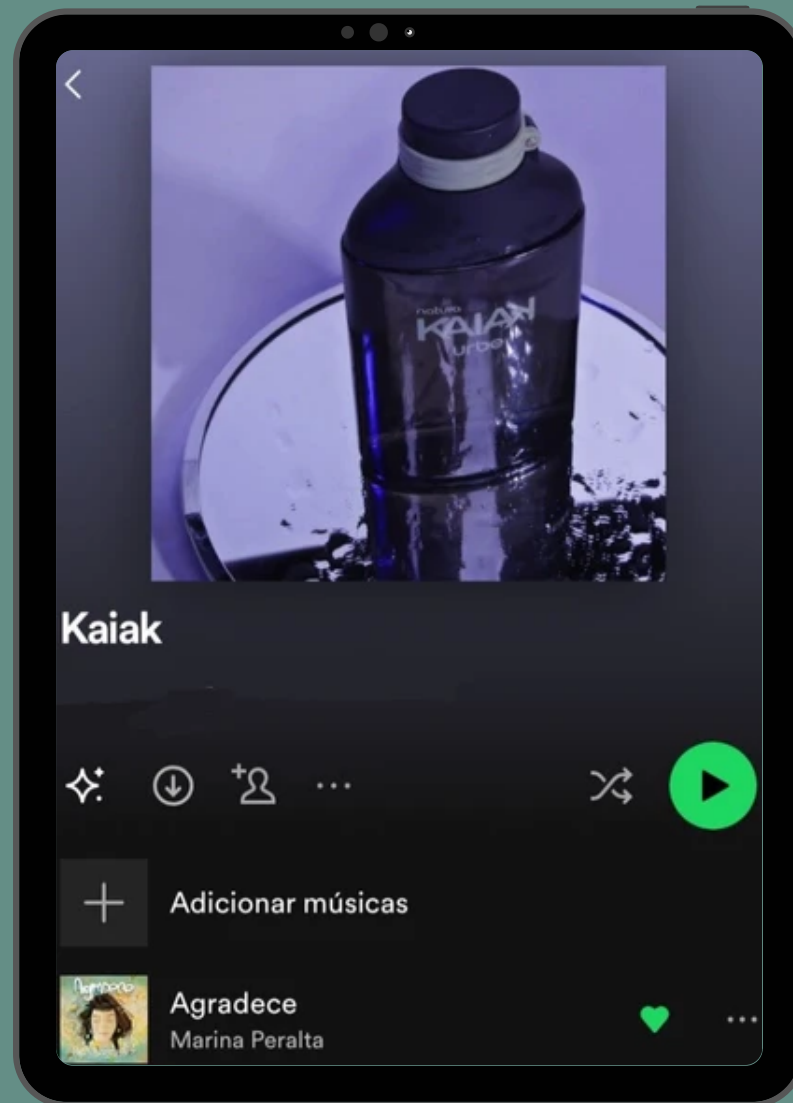 natura
KAIAK
urbe
Kaiak
Adicionar músicas
Agradece
Marina Peralta